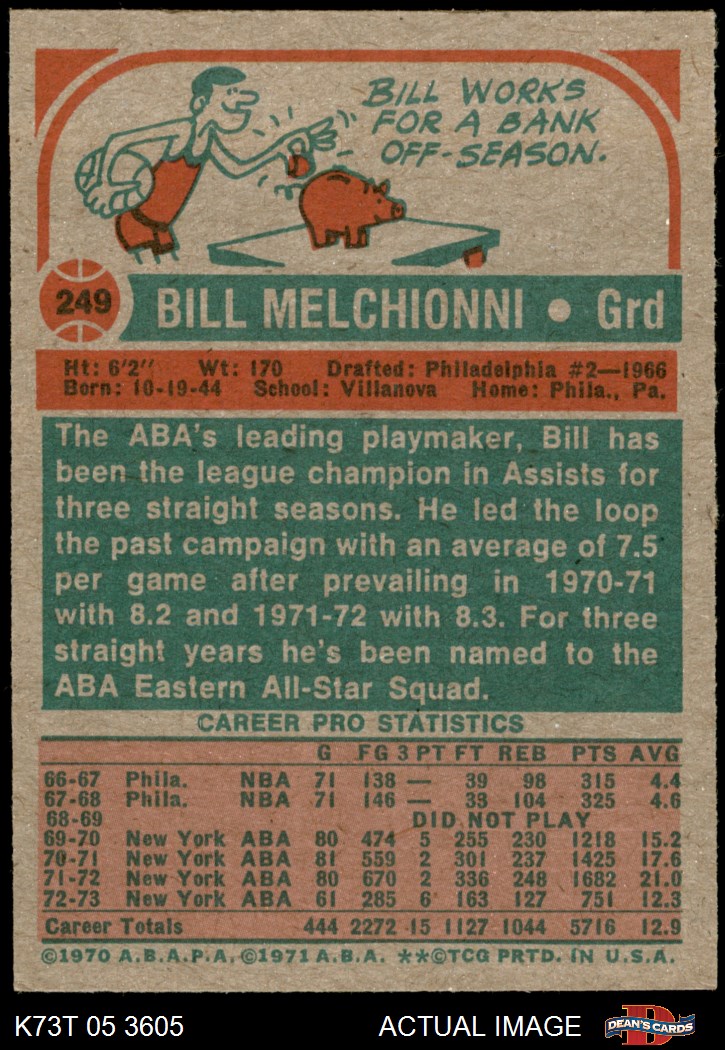 BILL WORKS
FOR A BANK
OFF-SEASON.
249
BILL MELCHIONNI • Grd
Ht: 6'2" Wt: 170 Drafted: Philadelphia #2—1966
Born: 10-19-44 School: Villanova Home: Phila., Pa.
The ABA's leading playmaker, Bill has
been the league champion in Assists for
three straight seasons. He led the loop
the past campaign with an average of 7.5
per game after prevailing in 1970-71
with 8.2 and 1971-72 with 8.3. For three
straight years he's been named to the
ABA Eastern All-Star Squad.
CAREER PRO STATISTICS
G FG 3 PT FT REB PTS AVG
66-67 Phila. NBA 71 138 — 39 98 315 4.4
67-68 Phila. NBA 71 146 — 33 104 325 4.6
68-69 DID NOT PLAY
69-70 New York ABA 80 474 5 255 230 1218 15.2
70-71 New York ABA 81 559 2 301 237 1425 17.6
71-72 New York ABA 80 670 2 336 248 1682 21.0
72-73 New York ABA 61 285 6 163 127 751 12.3
Career Totals 444 2272 15 1127 1044 5716 12.9
©1970 A.B.A.P.A. ©1971 A.B.A. **©TCG PRTD. IN U.S.A.
K73T 05 3605 ACTUAL IMAGE
D
DEAN'S CARDS